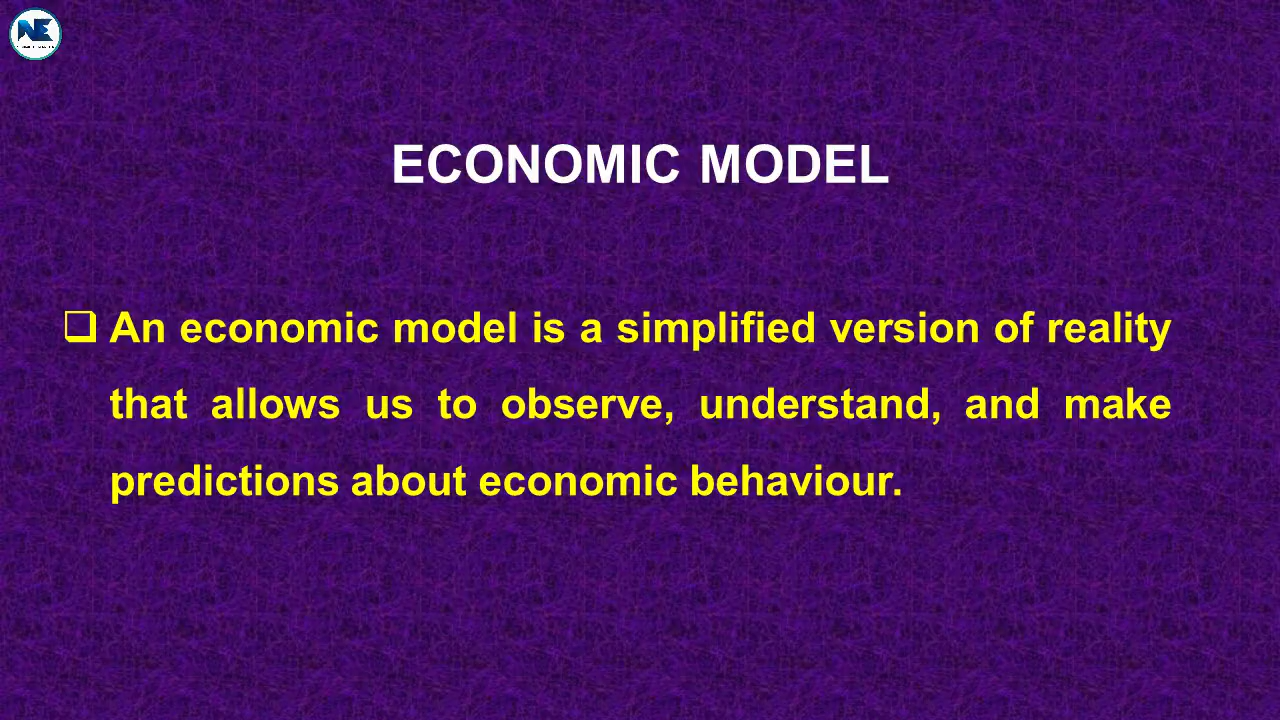 NE
ECONOMIC MODEL
❑ An economic model is a simplified version of reality
that allows us to observe, understand, and make
predictions about economic behaviour.